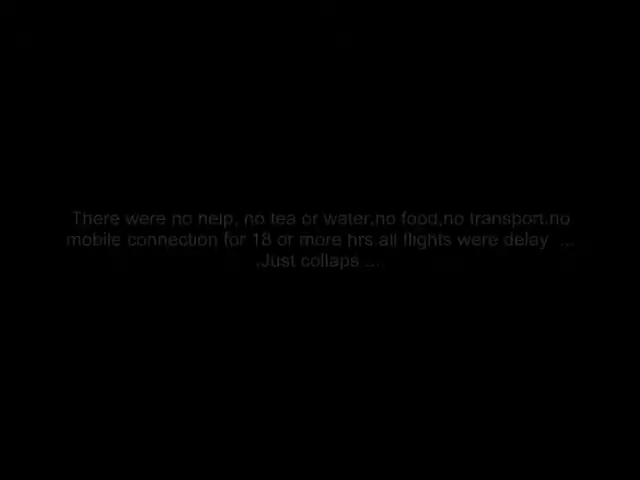 There were no help, no tea or water,no food,no transport,no
mobile connection for 18 or more hrs all flights were delay ...
.Just collaps ...